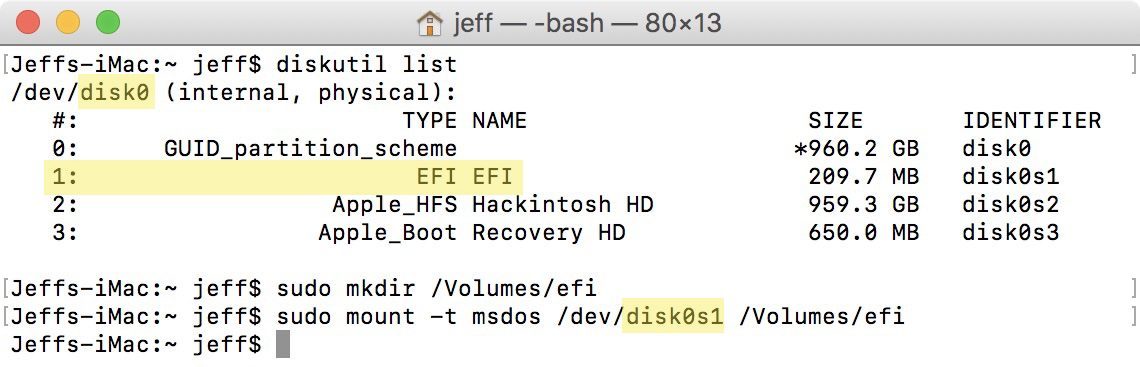 jeff — -bash — 80×13
[Jeffs-iMac:~ jeff$ diskutil list ]
/dev/disk0 (internal, physical):
#: TYPE NAME SIZE IDENTIFIER
0: GUID_partition_scheme *960.2 GB disk0
1: EFI EFI 209.7 MB disk0s1
2: Apple_HFS Hackintosh HD 959.3 GB disk0s2
3: Apple_Boot Recovery HD 650.0 MB disk0s3
[Jeffs-iMac:~ jeff$ sudo mkdir /Volumes/efi ]
[Jeffs-iMac:~ jeff$ sudo mount -t msdos /dev/disk0s1 /Volumes/efi ]
Jeffs-iMac:~ jeff$